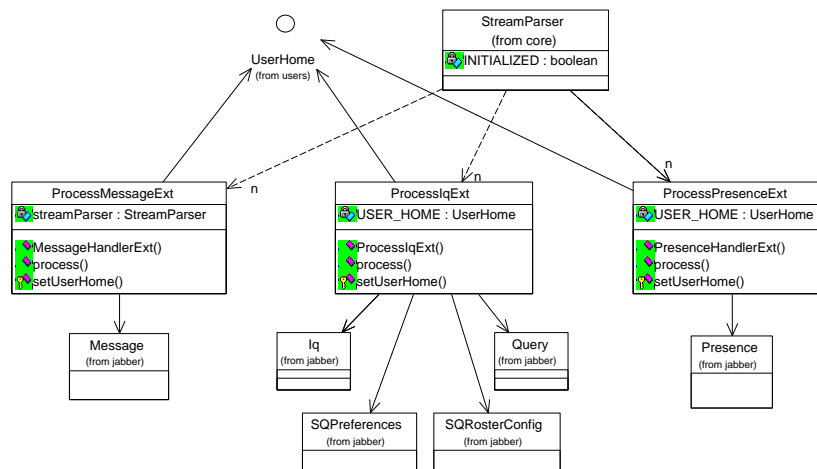 StreamParser
(from core)
INITIALIZED : boolean
UserHome
(from users)
n
n
n
ProcessMessageExt
streamParser : StreamParser
MessageHandlerExt()
process()
setUserHome()
ProcessIqExt
USER_HOME : UserHome
ProcessIqExt()
process()
setUserHome()
ProcessPresenceExt
USER_HOME : UserHome
PresenceHandlerExt()
process()
setUserHome()
Message
(from jabber)
Iq
(from jabber)
Query
(from jabber)
Presence
(from jabber)
SQPreferences
(from jabber)
SQRosterConfig
(from jabber)